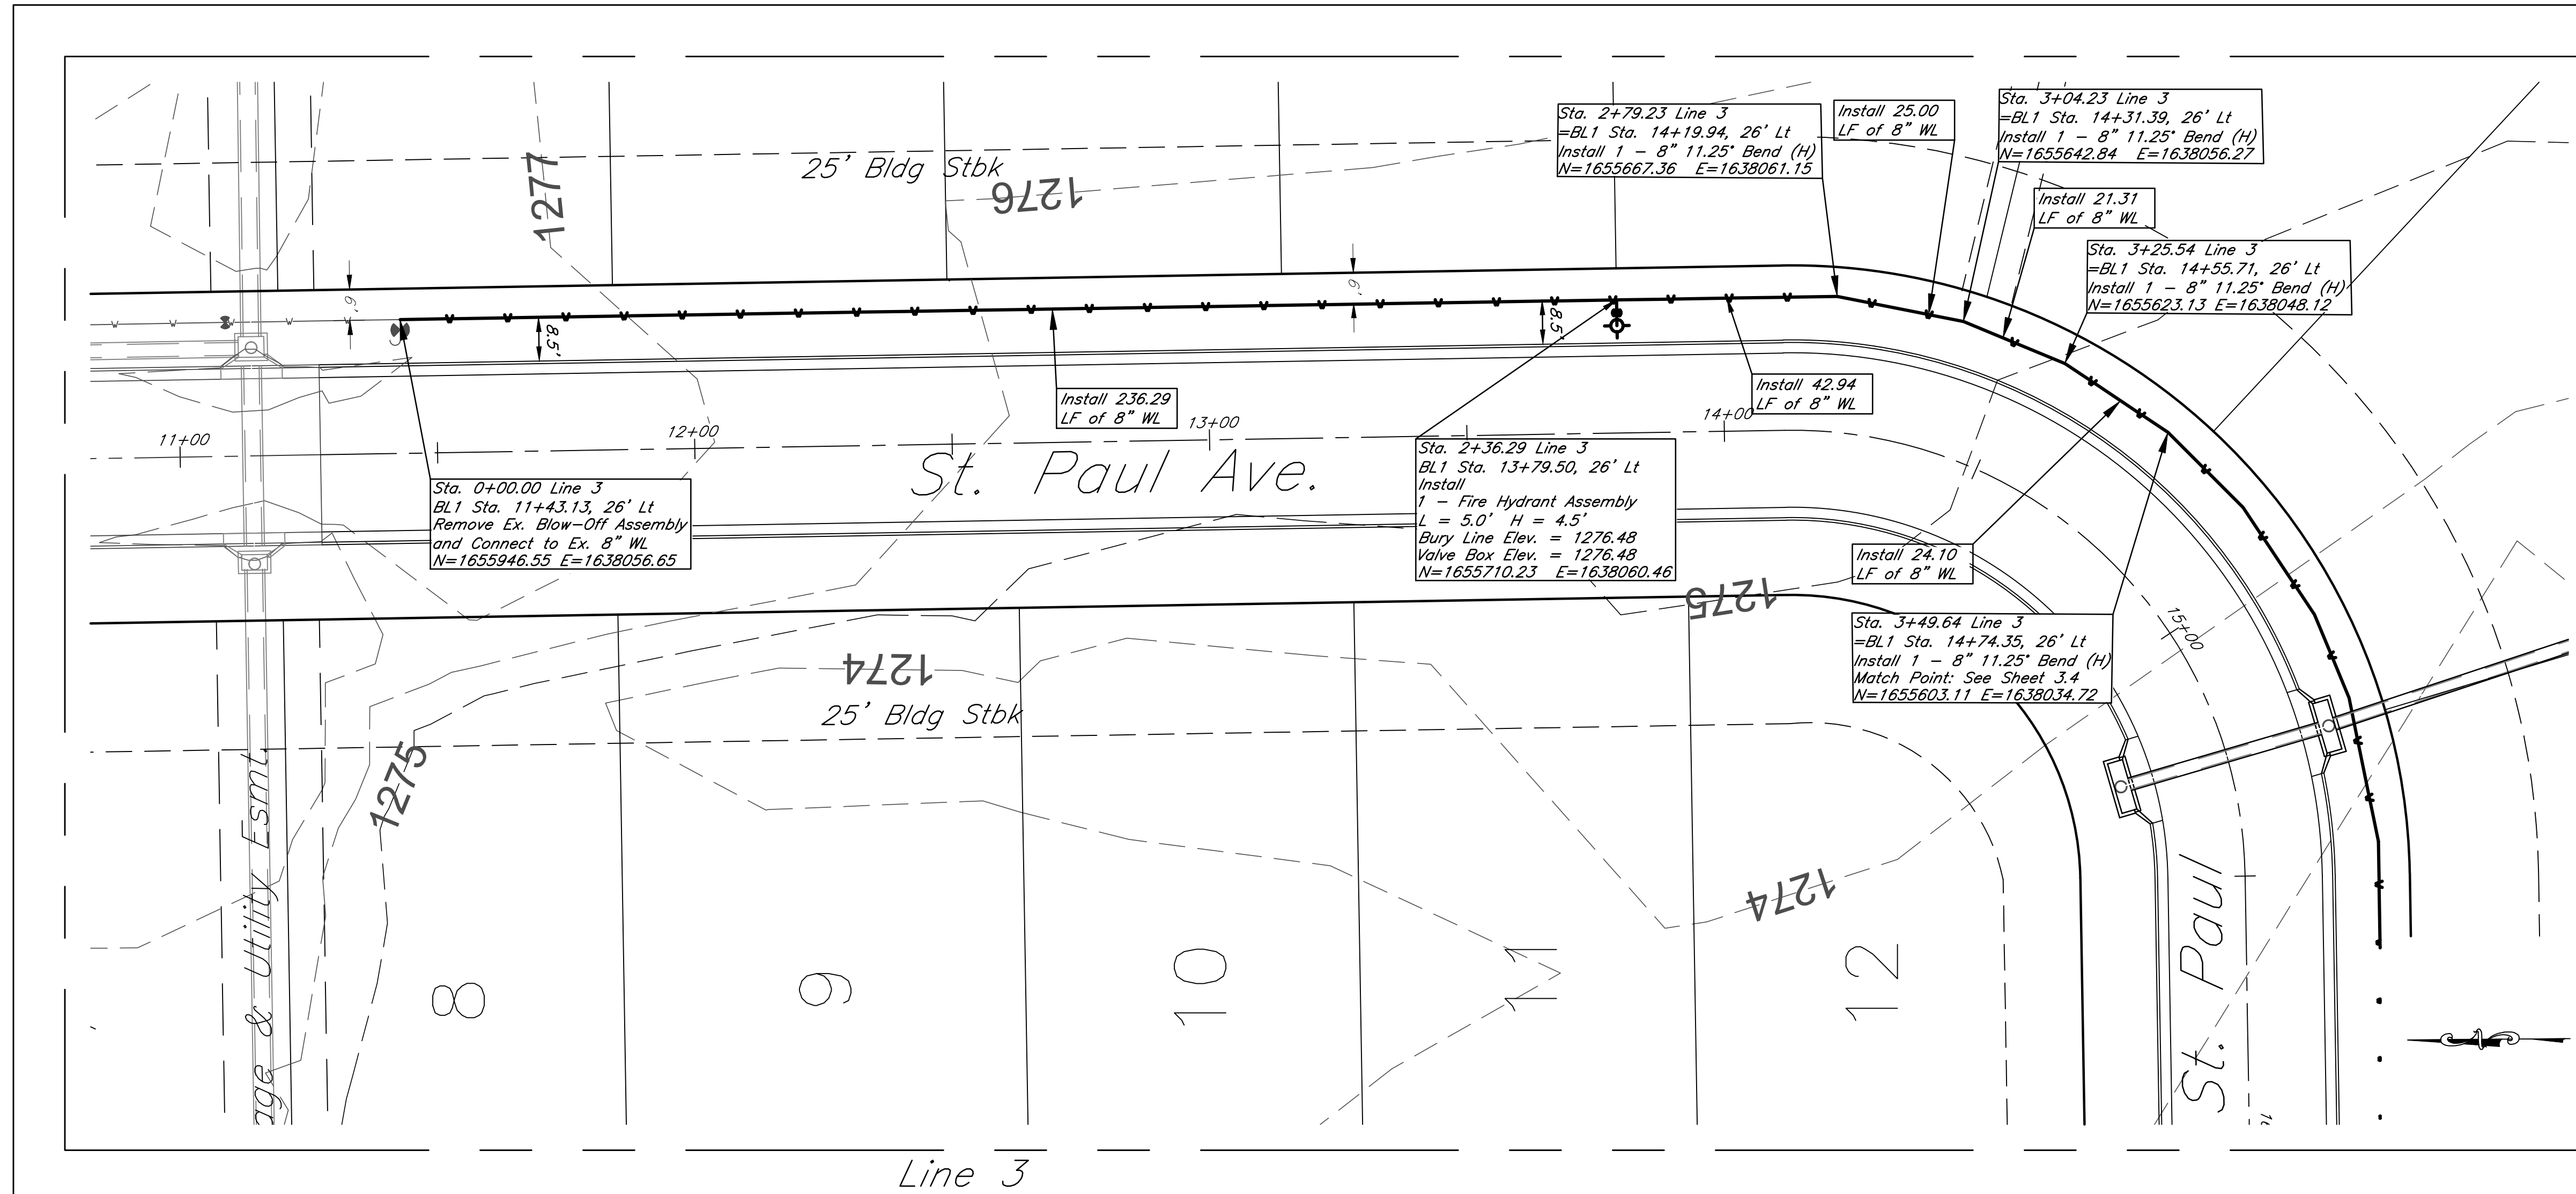 Sta. 2+79.23 Line 3
=BL1 Sta. 14+19.94, 26' Lt
Install 1 - 8" 11.25° Bend (H)
N=1655667.36 E=1638061.15
Install 25.00
LF of 8" WL
Sta. 3+04.23 Line 3
=BL1 Sta. 14+31.39, 26' Lt
Install 1 - 8" 11.25° Bend (H)
N=1655642.84 E=1638056.27
25' Bldg Stbk
1277
1276
Install 21.31
LF of 8" WL
Sta. 3+25.54 Line 3
=BL1 Sta. 14+55.71, 26' Lt
Install 1 - 8" 11.25° Bend (H)
N=1655623.13 E=1638048.12
6'
6'
W W W W W
8.5'
8.5'
Install 236.29
LF of 8" WL
Install 42.94
LF of 8" WL
11+00
12+00
13+00
14+00
St. Paul Ave.
Sta. 0+00.00 Line 3
BL1 Sta. 11+43.13, 26' Lt
Remove Ex. Blow-Off Assembly
and Connect to Ex. 8" WL
N=1655946.55 E=1638056.65
Sta. 2+36.29 Line 3
BL1 Sta. 13+79.50, 26' Lt
Install
1 - Fire Hydrant Assembly
L = 5.0' H = 4.5'
Bury Line Elev. = 1276.48
Valve Box Elev. = 1276.48
N=1655710.23 E=1638060.46
Install 24.10
LF of 8" WL
1275
Sta. 3+49.64 Line 3
=BL1 Sta. 14+74.35, 26' Lt
Install 1 - 8" 11.25° Bend (H)
Match Point: See Sheet 3.4
N=1655603.11 E=1638034.72
15+00
1274
25' Bldg Stbk
1275
1274
age & Utility Esmt.
8
9
10
11
12
St. Paul
Line 3